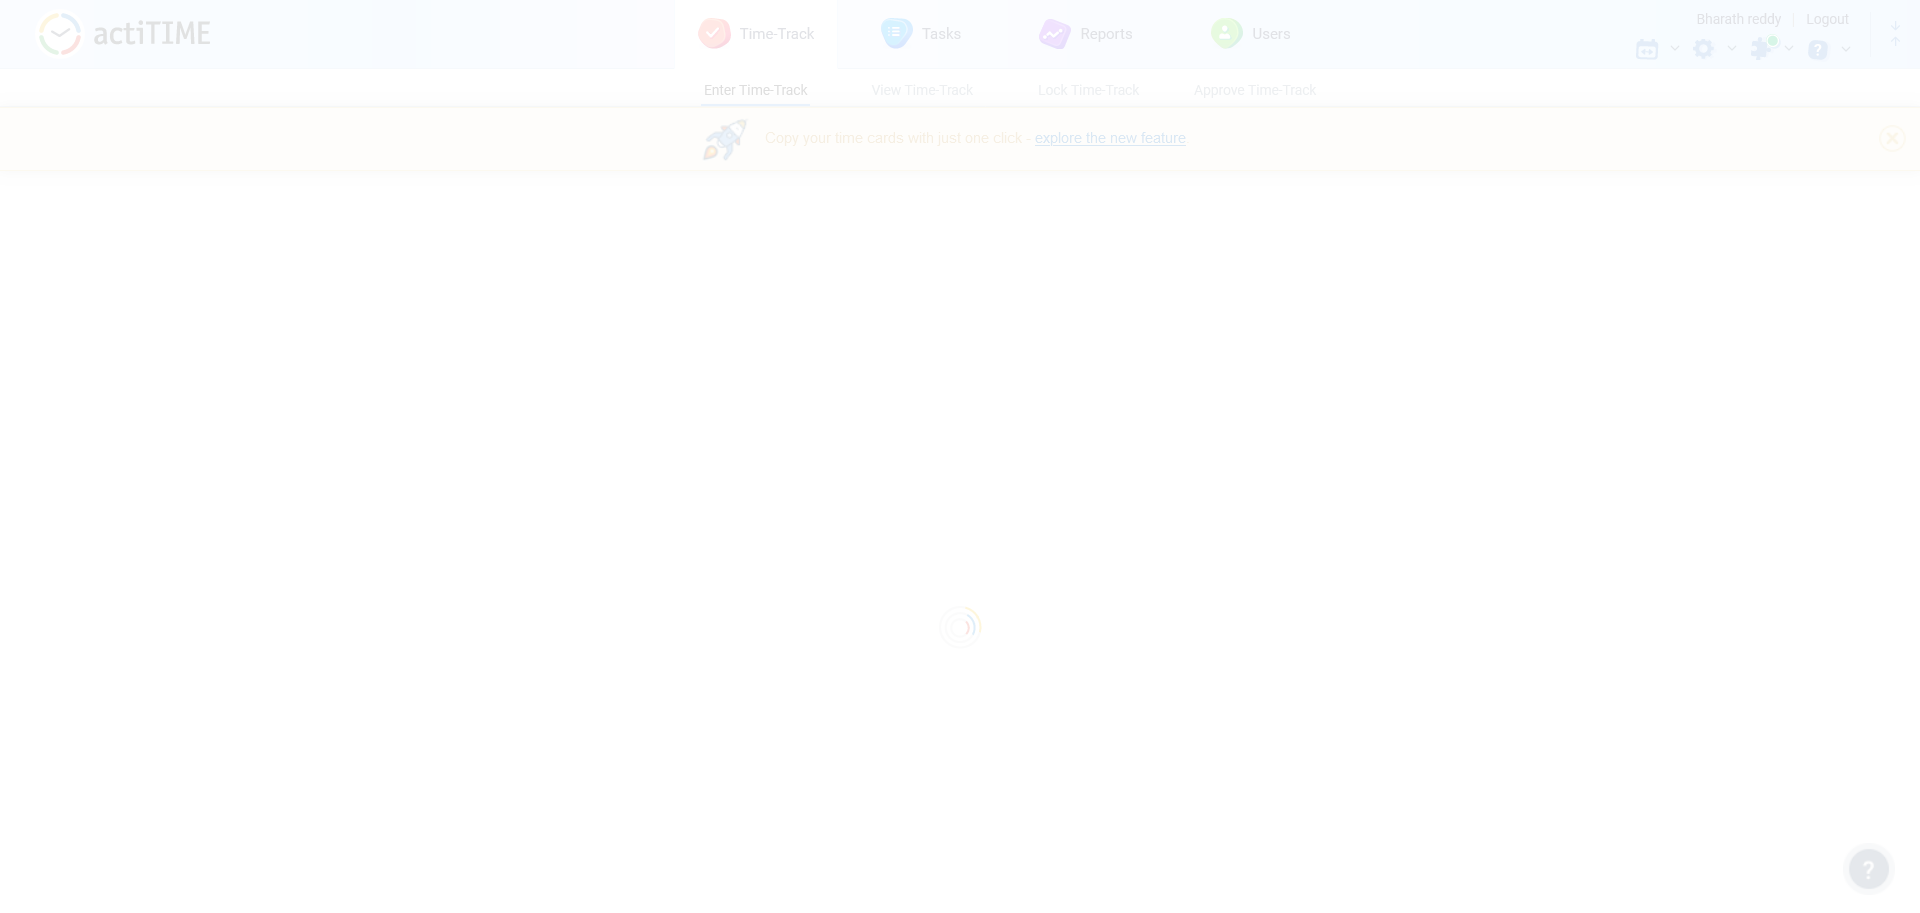 actiTIME
Time-Track
Tasks
Reports
Users
Bharath reddy
Logout
Enter Time-Track
View Time-Track
Lock Time-Track
Approve Time-Track
Copy your time cards with just one click - explore the new feature
?
?